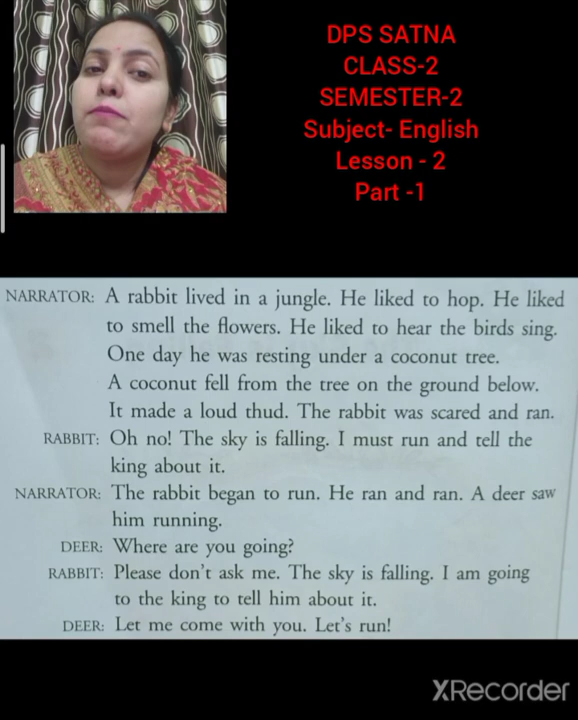 DPS SATNA
CLASS-2
SEMESTER-2
Subject- English
Lesson - 2
Part -1
NARRATOR: A rabbit lived in a jungle. He liked to hop. He liked
to smell the flowers. He liked to hear the birds sing.
One day he was resting under a coconut tree.
A coconut fell from the tree on the ground below.
It made a loud thud. The rabbit was scared and ran.
RABBIT: Oh no! The sky is falling. I must run and tell the
king about it.
NARRATOR: The rabbit began to run. He ran and ran. A deer saw
him running.
DEER: Where are you going?
RABBIT: Please don't ask me. The sky is falling. I am going
to the king to tell him about it.
DEER: Let me come with you. Let's run!
XRecorder